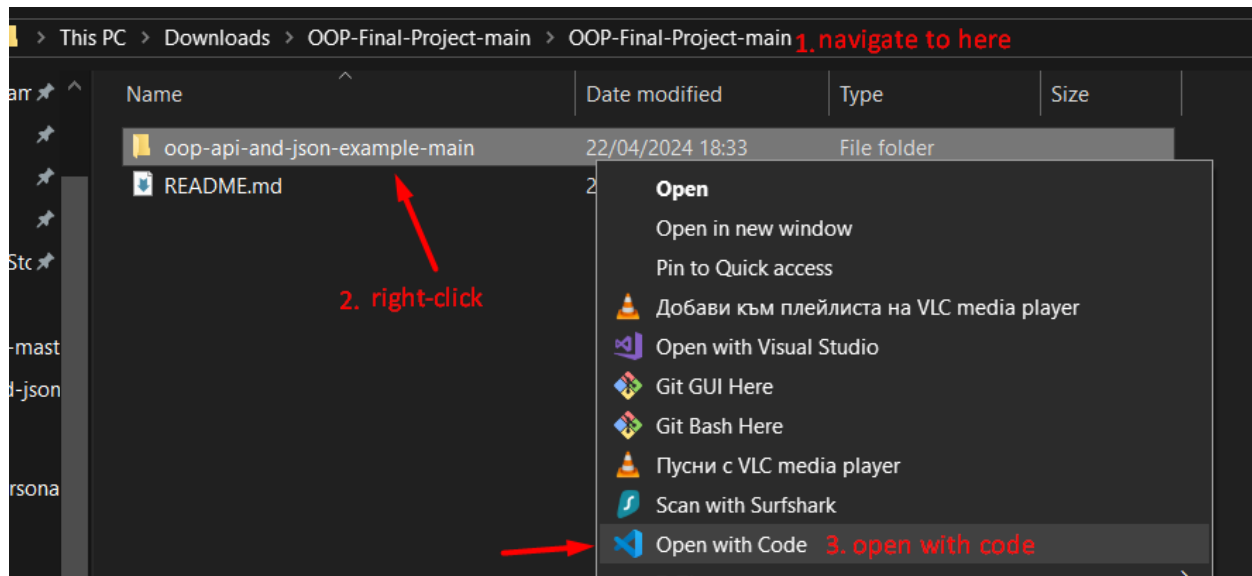 > This PC > Downloads > OOP-Final-Project-main > OOP-Final-Project-main 1. navigate to here
Name Date modified Type Size
oop-api-and-json-example-main 22/04/2024 18:33 File folder
README.md 2
Open
Open in new window
Pin to Quick access
2. right-click
Добави към плейлиста на VLC media player
-mast
Open with Visual Studio
Git GUI Here
Git Bash Here
Пусни с VLC media player
rsona
Scan with Surfshark
Open with Code 3. open with code